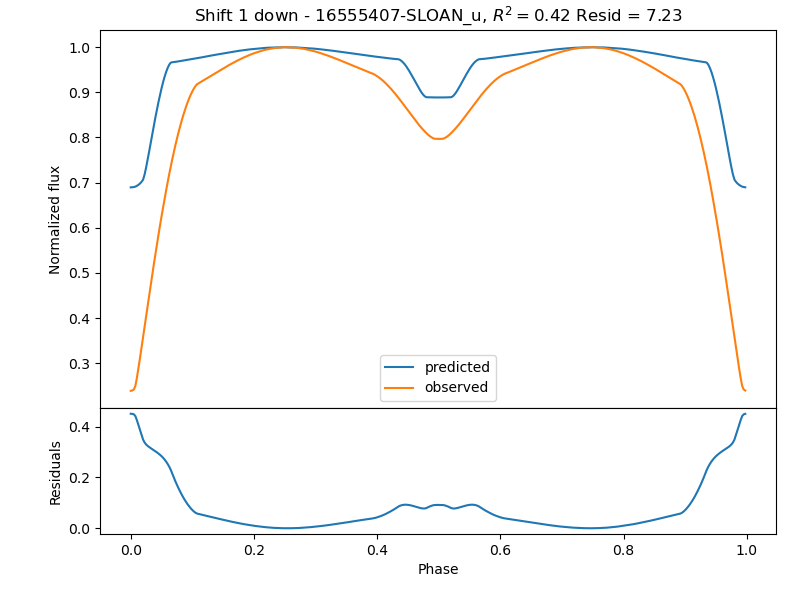 Shift 1 down - 16555407-SLOAN_u, $R^2 = 0.42$ Resid = 7.23
1.0
0.9
0.8
0.7
0.6
0.5
0.4
0.3
Normalized flux
predicted
observed
0.4
0.2
0.0
Residuals
0.0 0.2 0.4 0.6 0.8 1.0
Phase